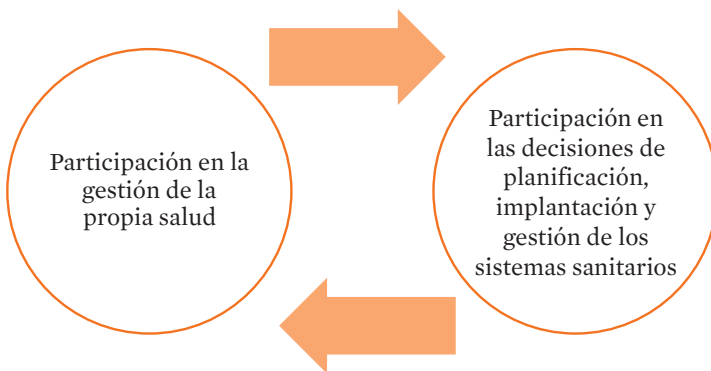 Participación en la
gestión de la
propia salud
Participación en
las decisiones de
planificación,
implantación y
gestión de los
sistemas sanitarios